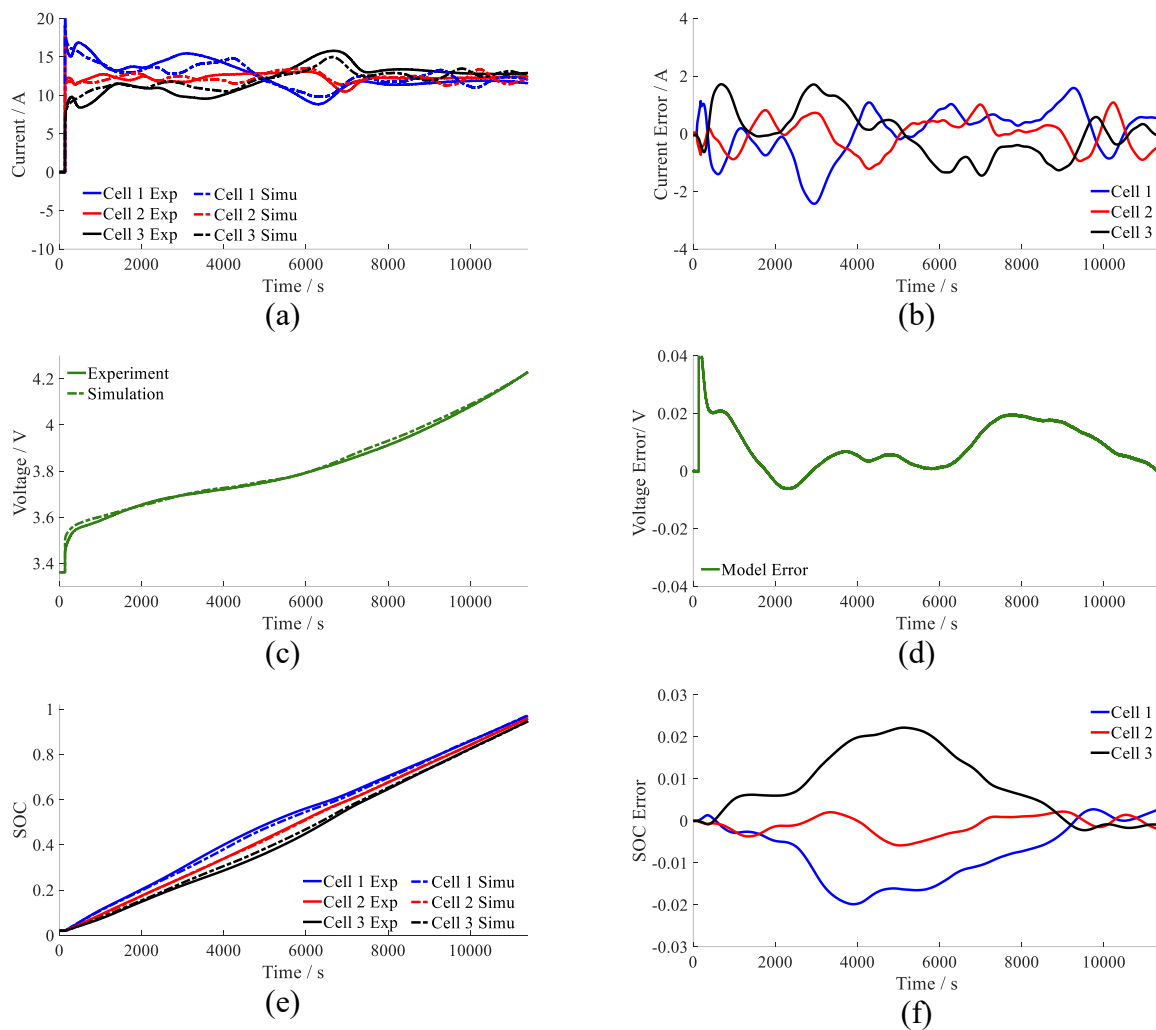 20
15
10
5
0
-5
-10
Current / A
Cell 1 Exp Cell 1 Simu
Cell 2 Exp Cell 2 Simu
Cell 3 Exp Cell 3 Simu
0 2000 4000 6000 8000 10000
Time / s
(a)
4
2
0
-2
-4
Current Error / A
Cell 1
Cell 2
Cell 3
0 2000 4000 6000 8000 10000
Time / s
(b)
4.2
4
3.8
3.6
3.4
Voltage / V
Experiment
Simulation
0 2000 4000 6000 8000 10000
Time / s
(c)
0.04
0.02
0
-0.02
-0.04
Voltage Error/ V
Model Error
0 2000 4000 6000 8000 10000
Time / s
(d)
1
0.8
0.6
0.4
0.2
0
SOC
Cell 1 Exp Cell 1 Simu
Cell 2 Exp Cell 2 Simu
Cell 3 Exp Cell 3 Simu
0 2000 4000 6000 8000 10000
Time / s
(e)
0.03
0.02
0.01
0
-0.01
-0.02
-0.03
SOC Error
Cell 1
Cell 2
Cell 3
0 2000 4000 6000 8000 10000
Time / s
(f)